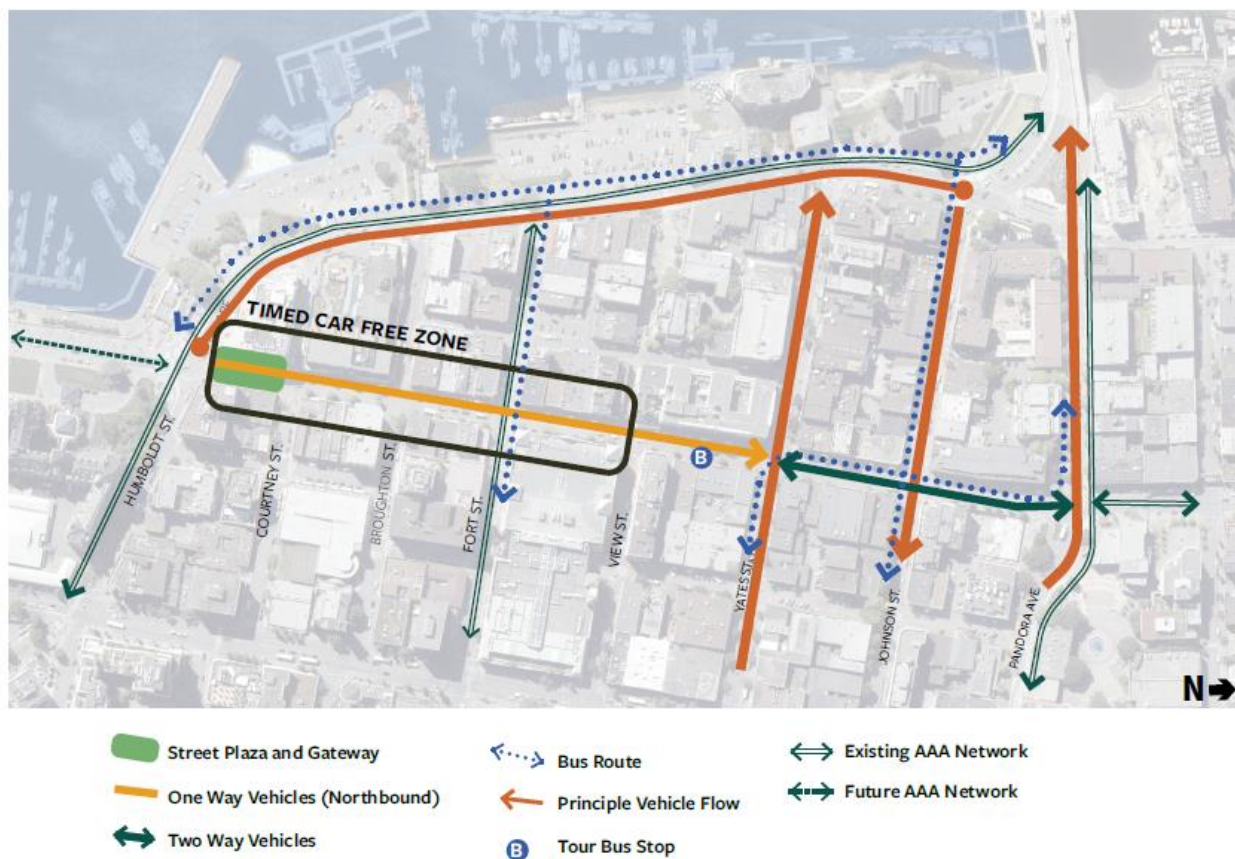 TIMED CAR FREE ZONE
HUMBOLDT ST.
COURTNEY ST.
BROUGHTON ST.
FORT ST.
VIEW ST.
B
YATES ST.
JOHNSON ST.
PANDORA AVE
N
Street Plaza and Gateway
One Way Vehicles (Northbound)
Two Way Vehicles
Bus Route
Principle Vehicle Flow
B Tour Bus Stop
Existing AAA Network
Future AAA Network